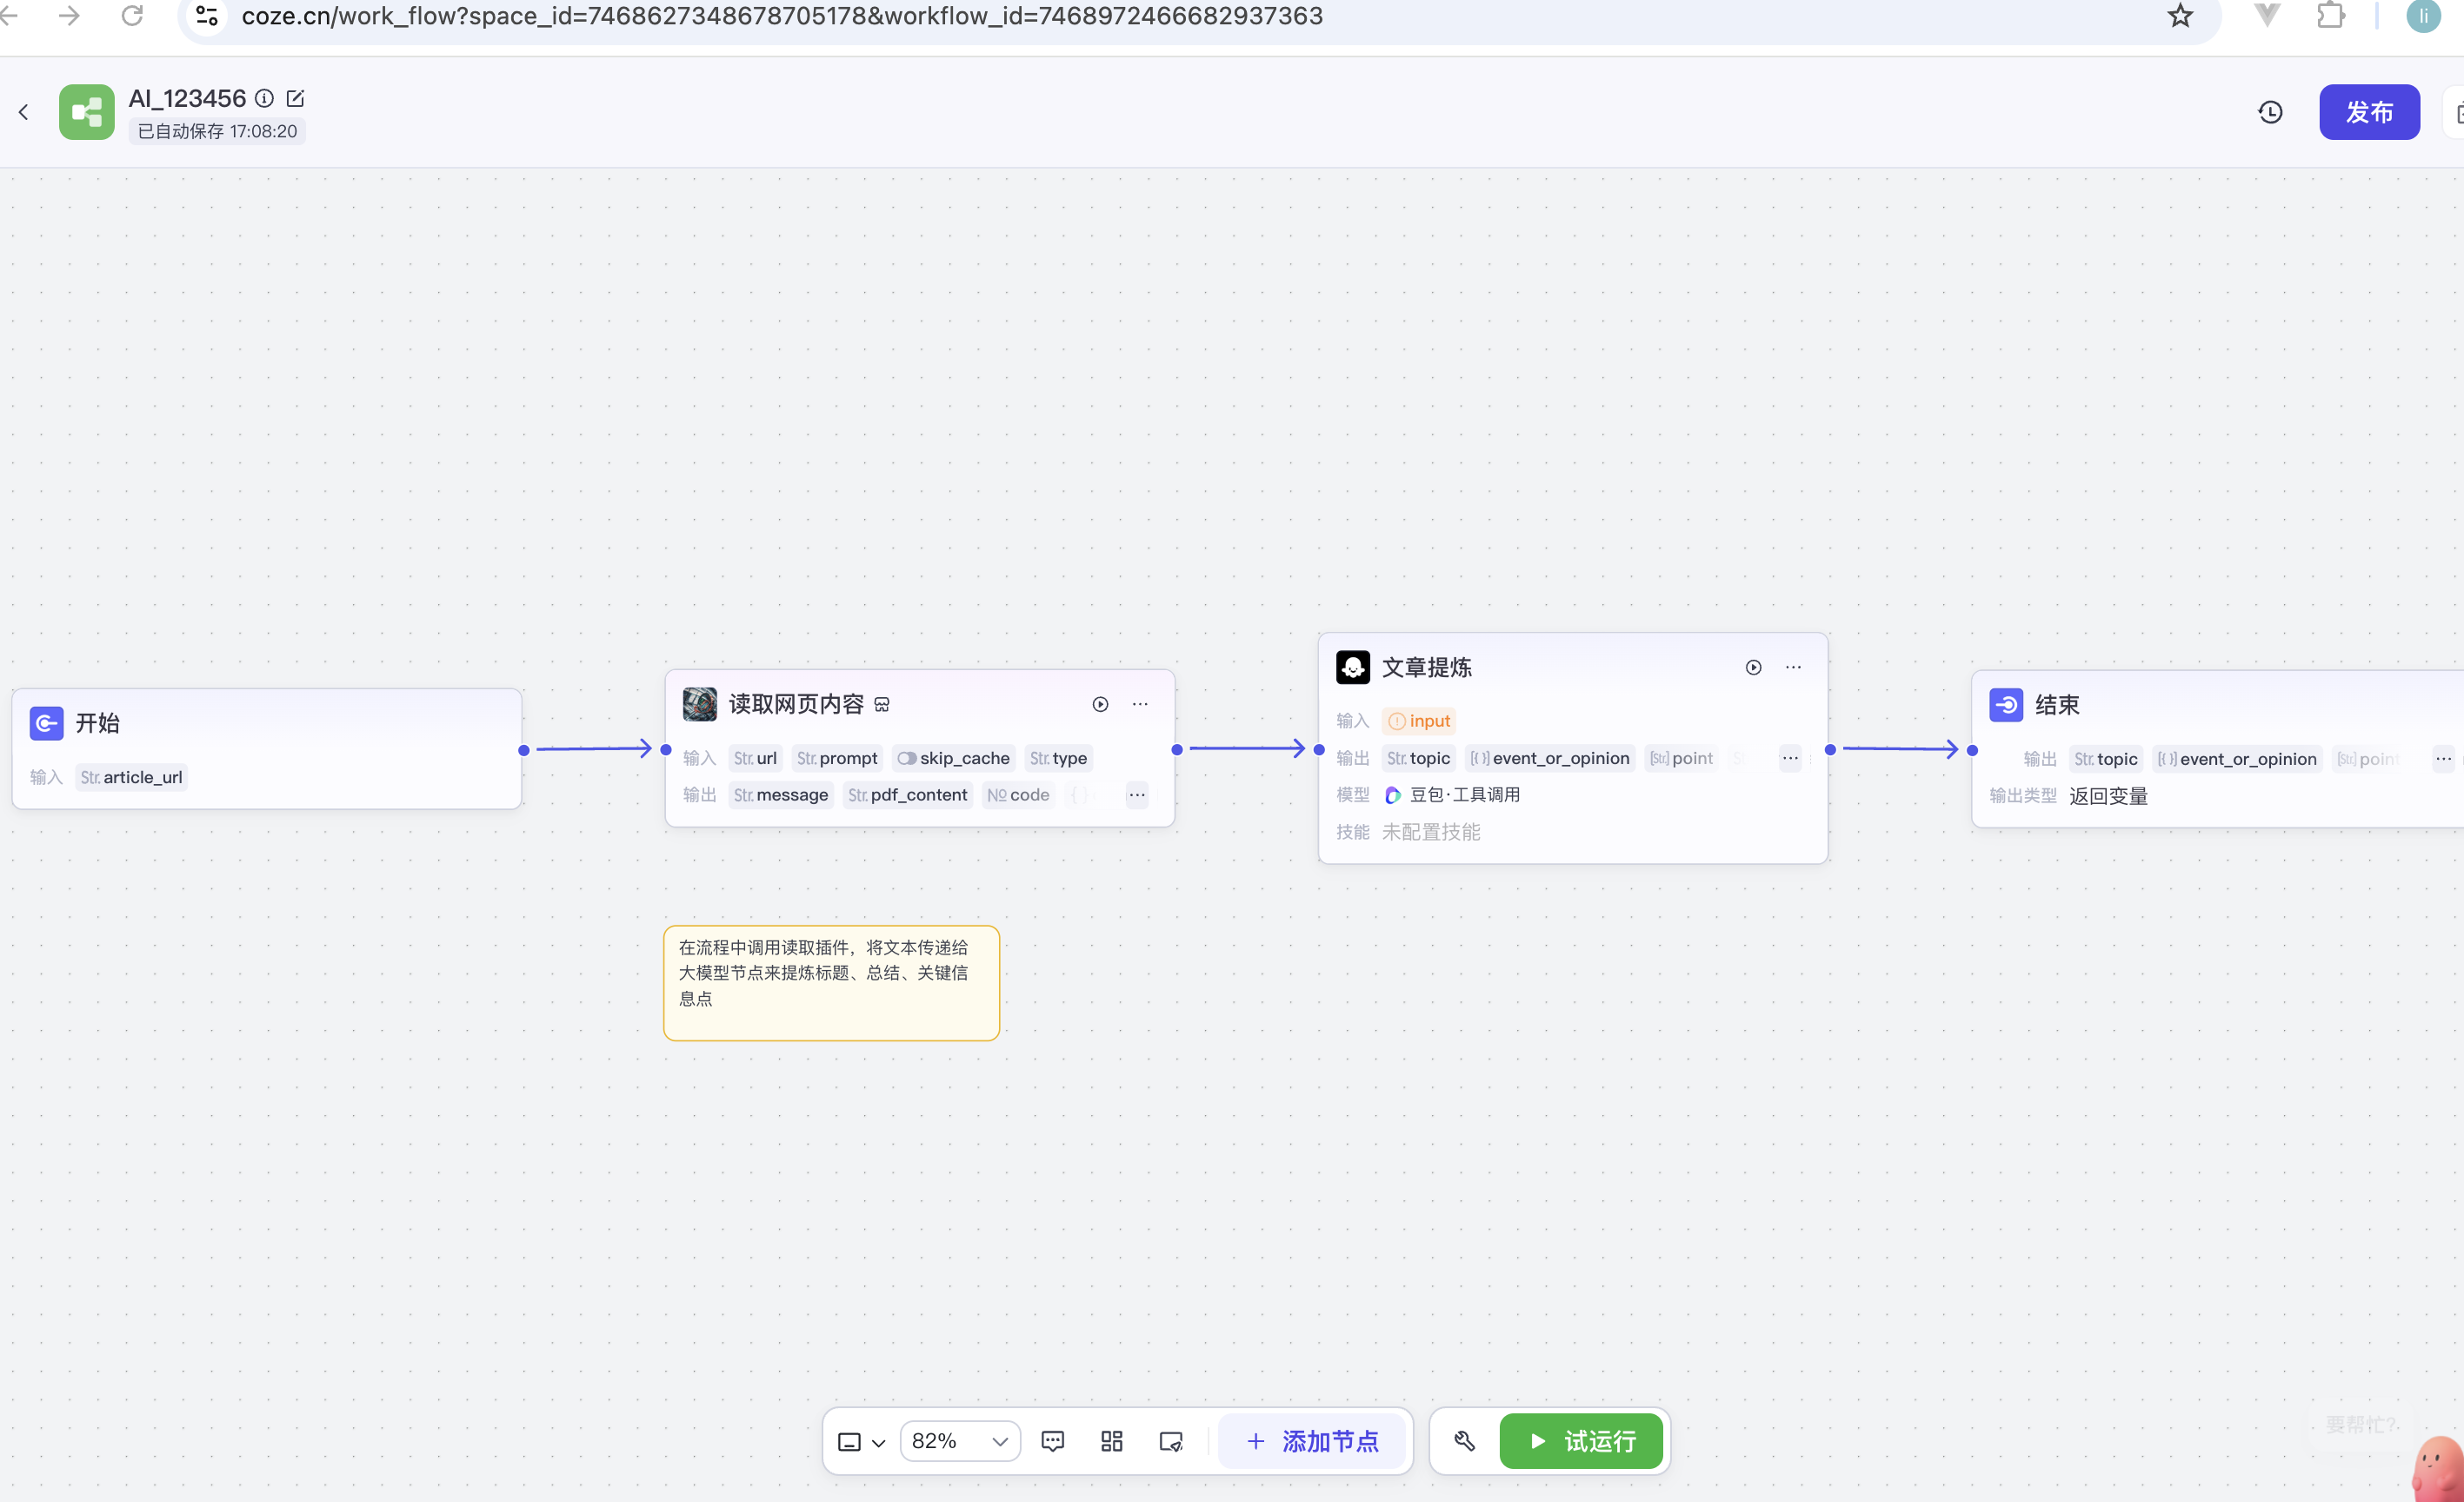 coze.cn/work_flow?space_id=7468627348678705178&workflow_id=7468972466682937363
li
AI_123456
已自动保存 17:08:20
发布
开始
输入 Str. article_url
读取网页内容
输入 Str. url Str. prompt skip_cache Str. type
输出 Str. message Str. pdf_content № code { } ···
文章提炼
输入 input
输出 Str. topic [{}] event_or_opinion [Str.] point ···
模型 豆包·工具调用
技能 未配置技能
结束
输出 Str. topic [{}] event_or_opinion [Str.] point ···
输出类型 返回变量
在流程中调用读取插件，将文本传递给
大模型节点来提炼标题、总结、关键信
息点
82%
添加节点
试运行
要帮忙?